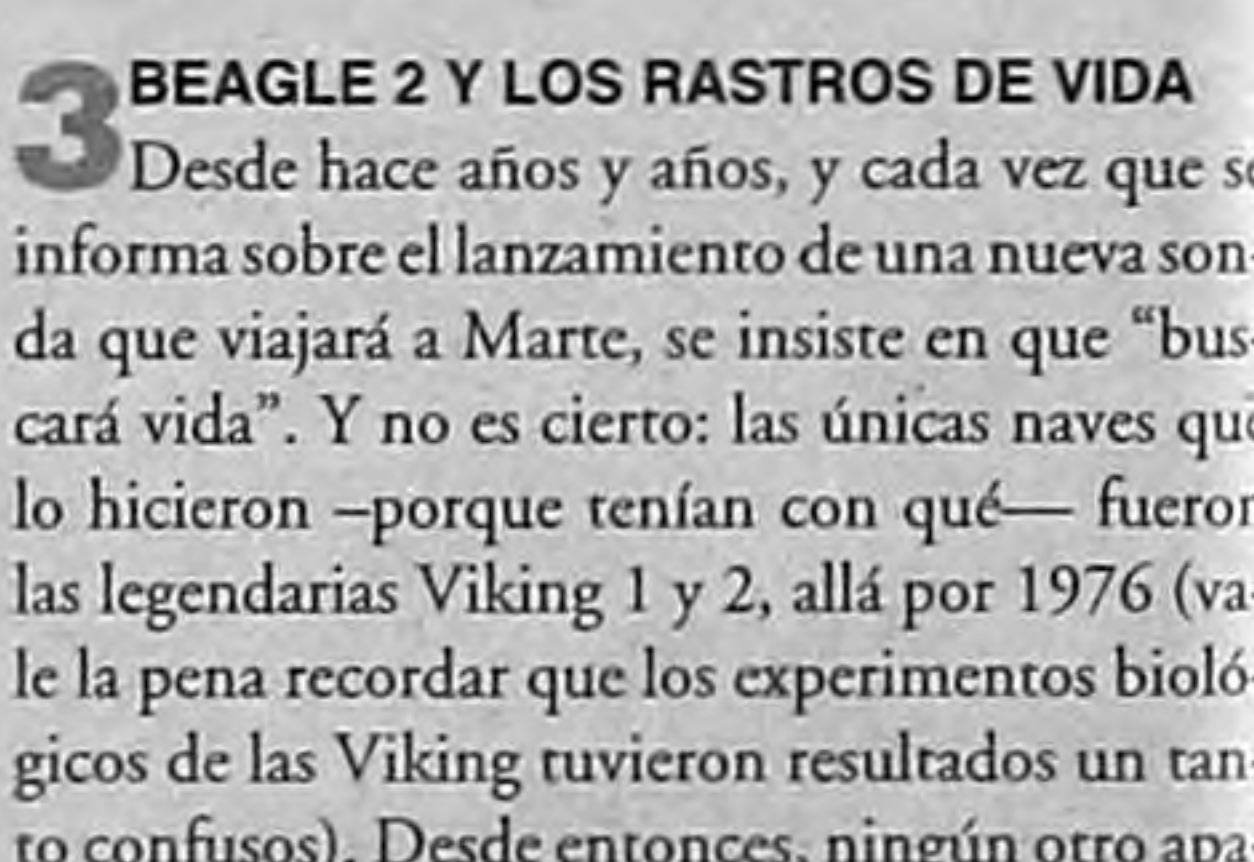 3 BEAGLE 2 Y LOS RASTROS DE VIDA
Desde hace años y años, y cada vez que se
informa sobre el lanzamiento de una nueva son-
da que viajará a Marte, se insiste en que “bus-
cará vida”. Y no es cierto: las únicas naves que
lo hicieron –porque tenían con qué— fueron
las legendarias Viking 1 y 2, allá por 1976 (va-
le la pena recordar que los experimentos bioló-
gicos de las Viking tuvieron resultados un tan-
to confusos). Desde entonces, ningún otro apa-